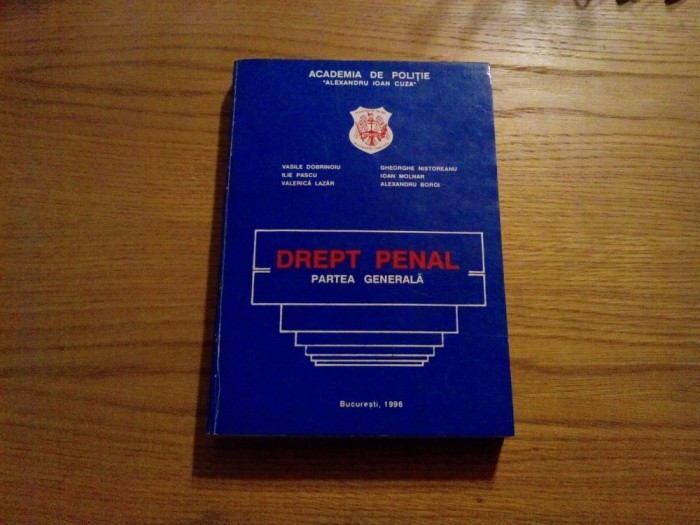 ACADEMIA DE POLIȚIE
"ALEXANDRU IOAN CUZA"
VASILE DOBRINOIU
ILIE PASCU
VALERICĂ LAZĂR
GHEORGHE NISTOREANU
IOAN MOLNAR
ALEXANDRU BOROI
DREPT PENAL
PARTEA GENERALĂ
București, 1996